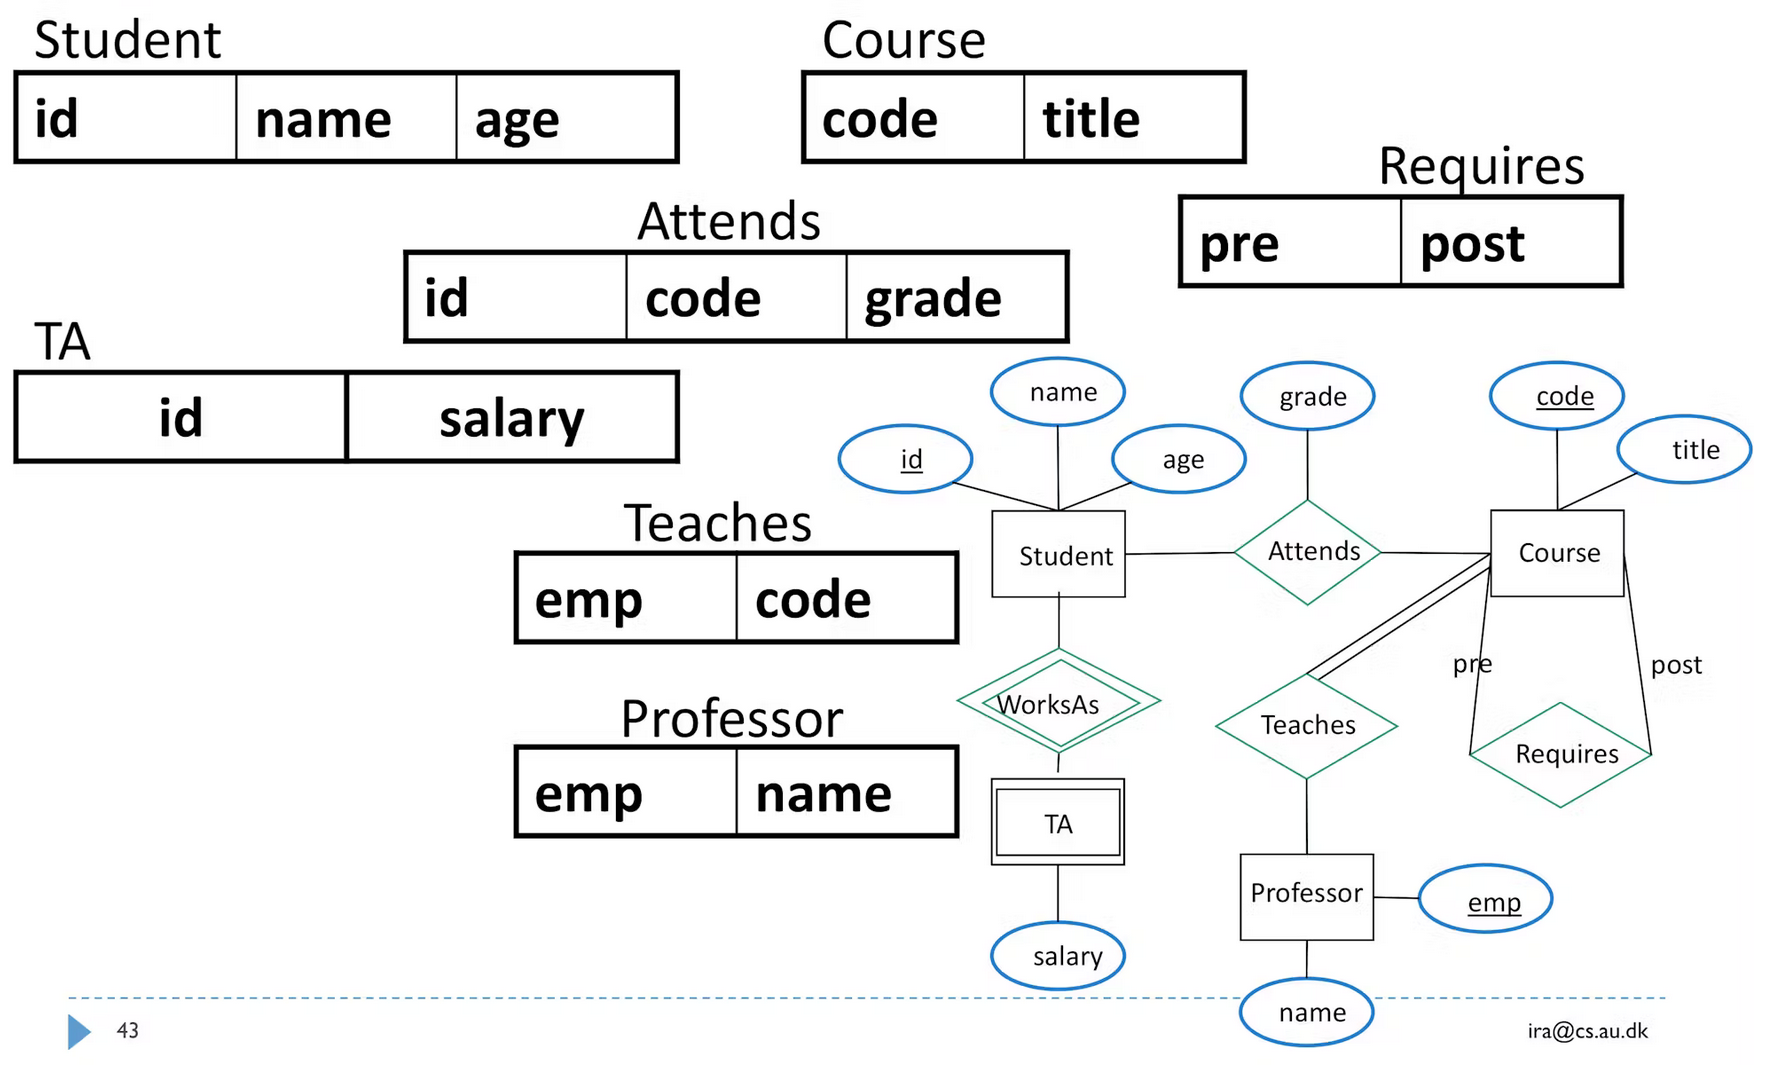 Student
id name age
Course
code title
Requires
pre post
Attends
id code grade
TA
id salary
Teaches
emp code
Professor
emp name
name
grade
code
id
age
title
Student
Attends
Course
pre
post
WorksAs
Teaches
Requires
TA
Professor
emp
salary
name
43
ira@cs.au.dk